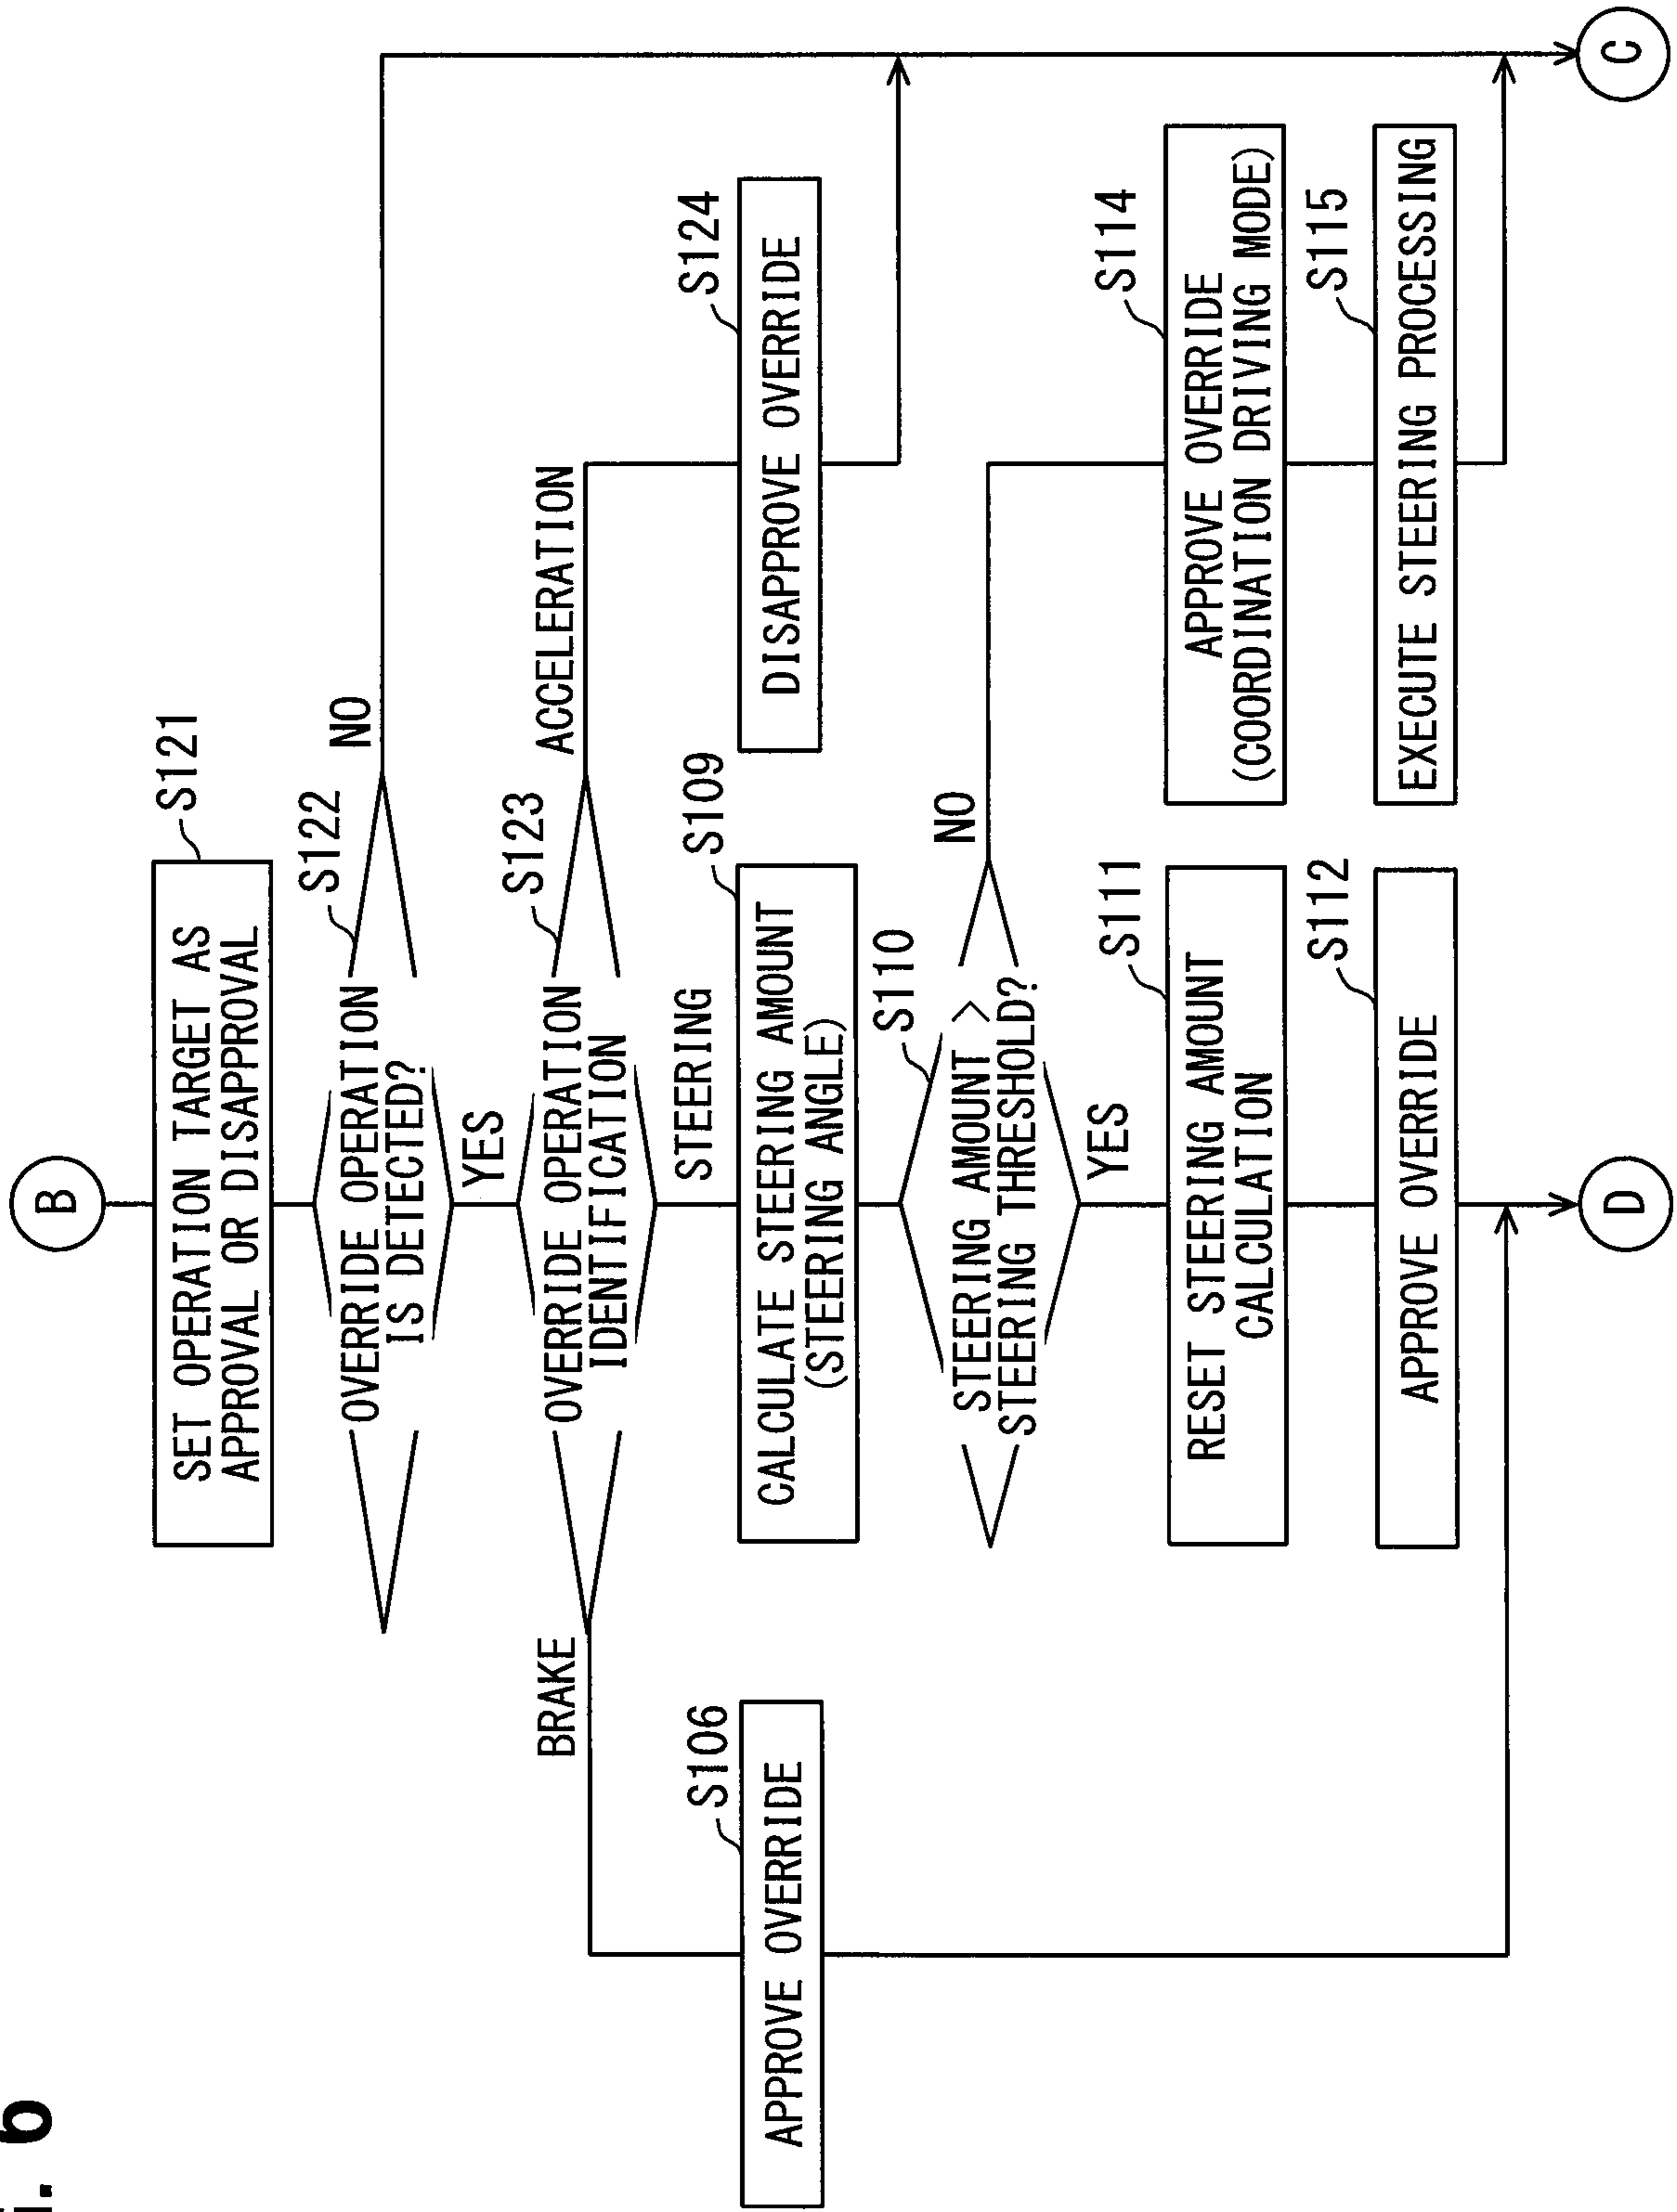 B
SET OPERATION TARGET AS
APPROVAL OR DISAPPROVAL
S121
OVERRIDE OPERATION
IS DETECTED?
S122
NO
YES
OVERRIDE OPERATION
IDENTIFICATION
S123
BRAKE
ACCELERATION
STEERING
APPROVE OVERRIDE
S106
CALCULATE STEERING AMOUNT
(STEERING ANGLE)
S109
DISAPPROVE OVERRIDE
S124
STEERING AMOUNT >
STEERING THRESHOLD?
S110
NO
YES
RESET STEERING AMOUNT
CALCULATION
S111
APPROVE OVERRIDE
(COORDINATION DRIVING MODE)
S114
APPROVE OVERRIDE
S112
EXECUTE STEERING PROCESSING
S115
D
C